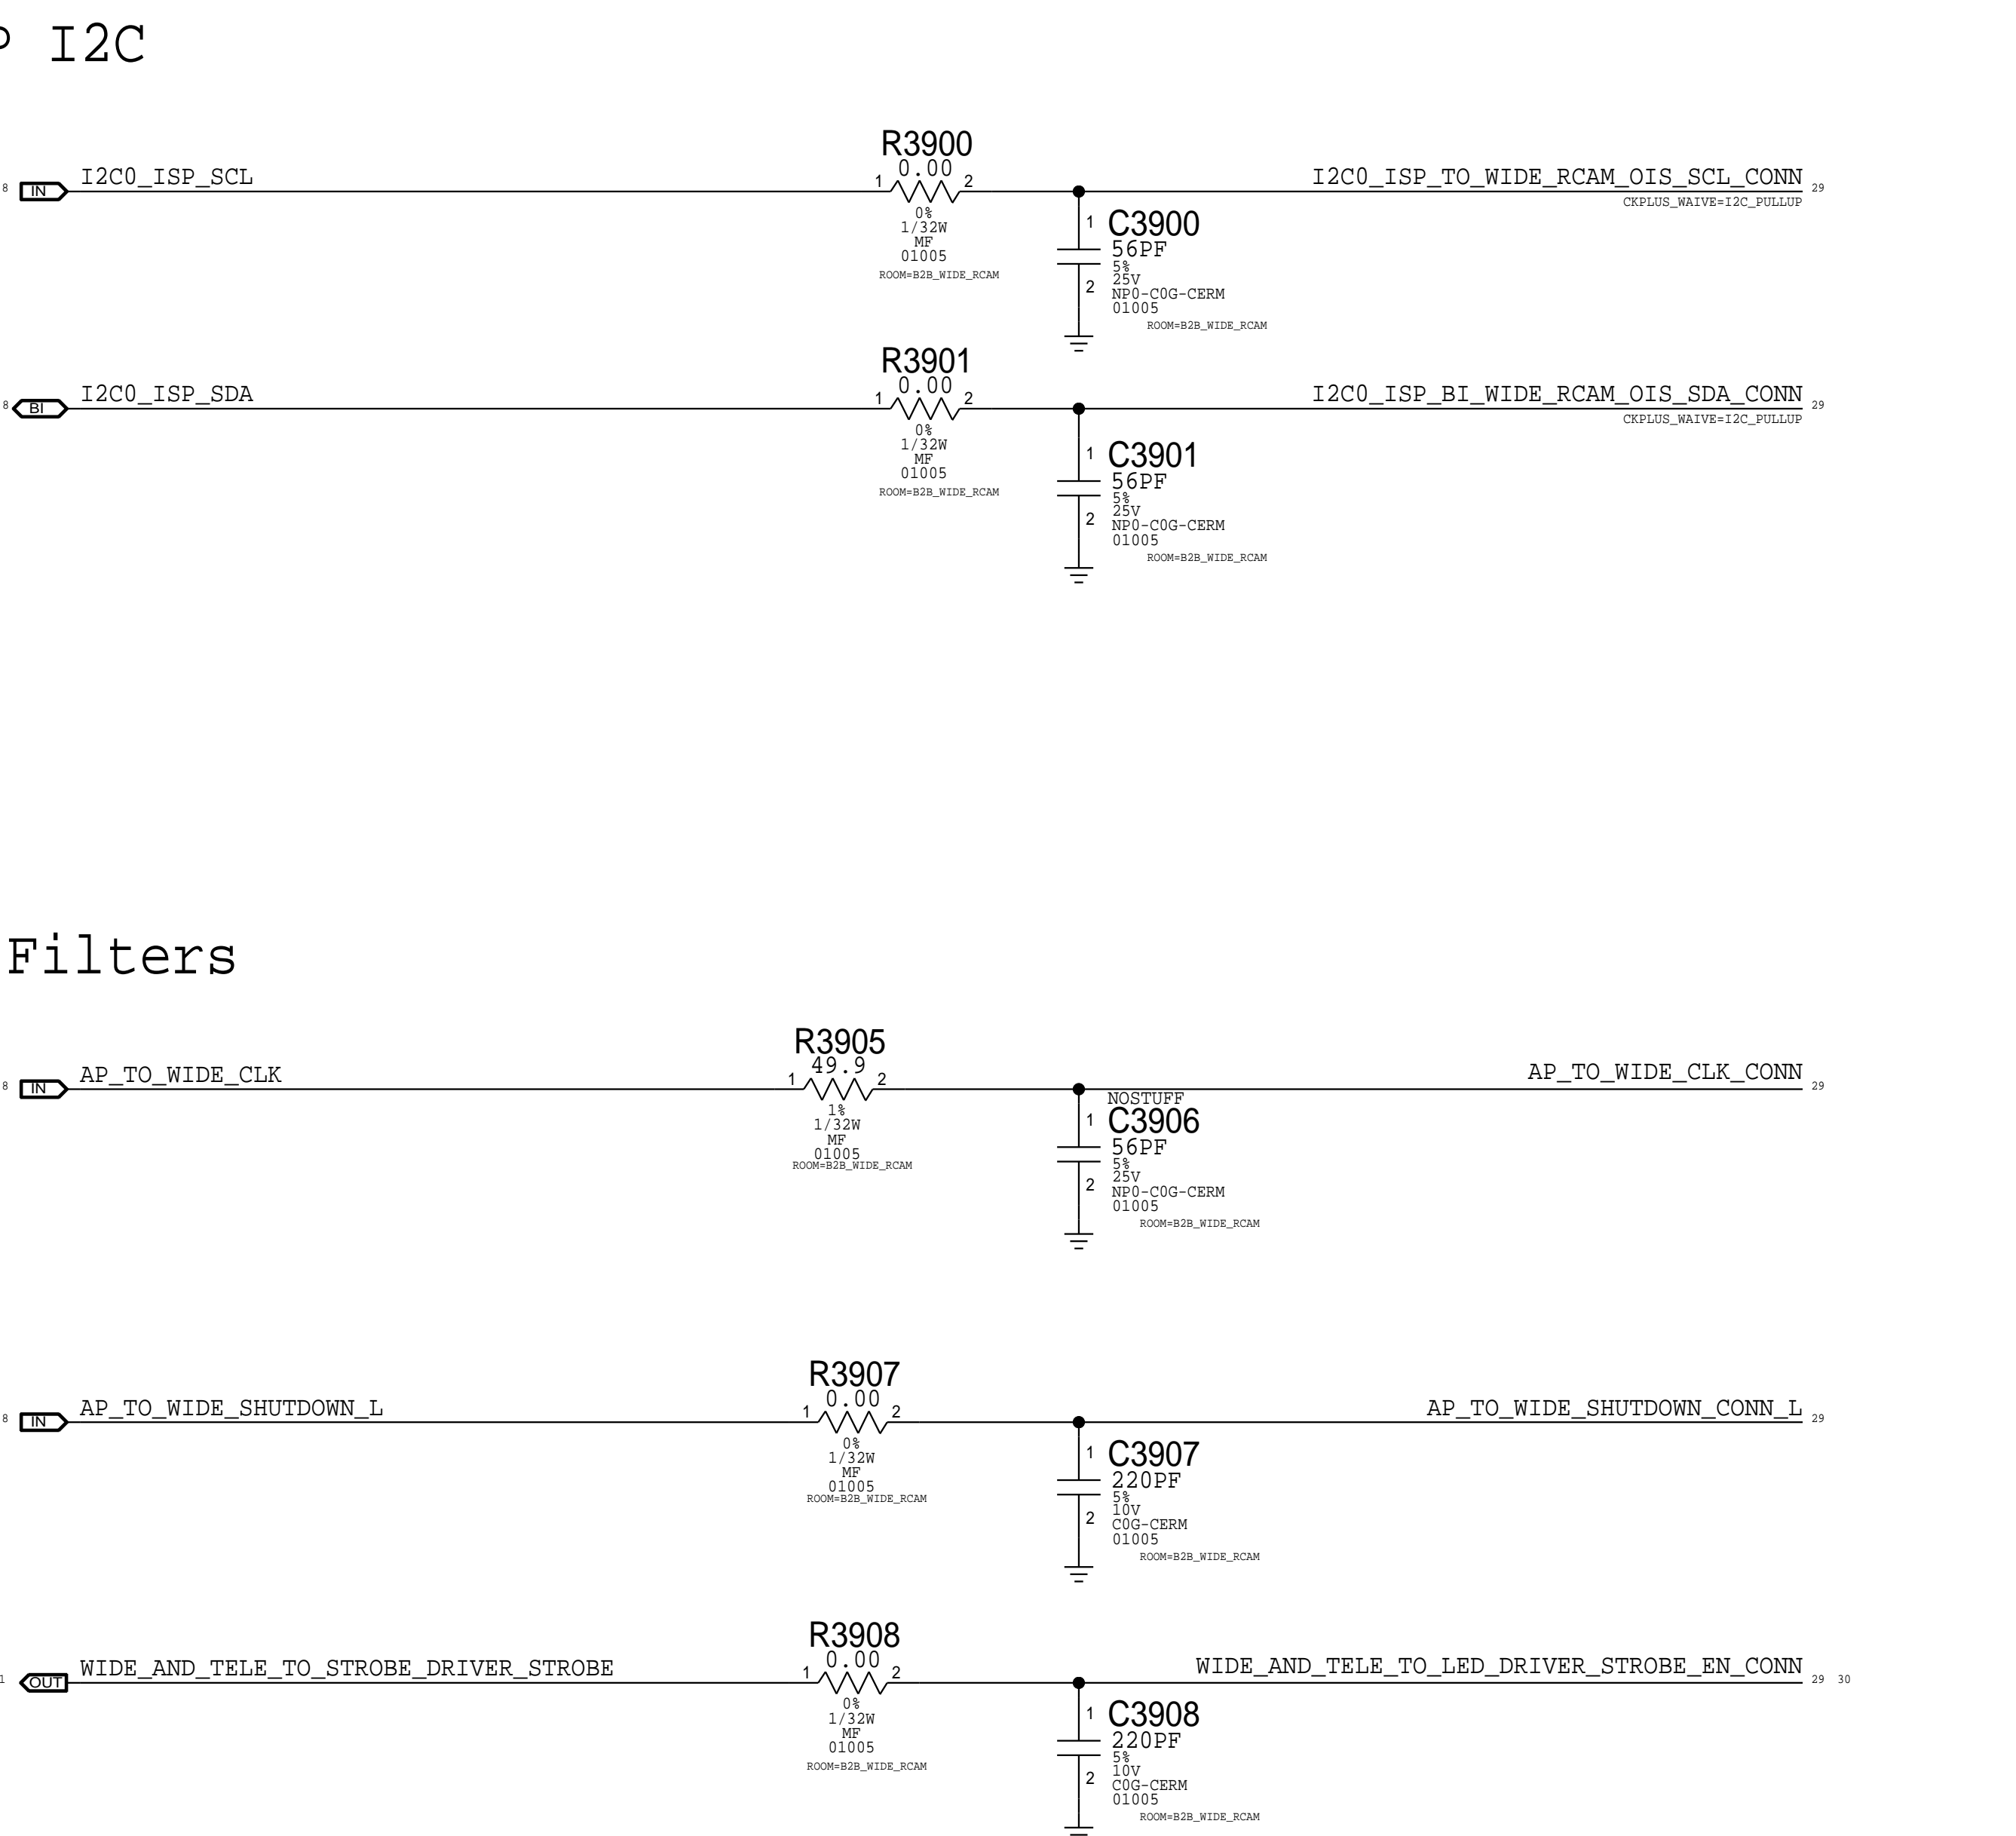 P I2C
R3900
0.00
8 IN I2C0_ISP_SCL 1 2 I2C0_ISP_TO_WIDE_RCAM_OIS_SCL_CONN 29
CKPLUS_WAIVE=I2C_PULLUP
0%
1/32W
MF
01005
ROOM=B2B_WIDE_RCAM
1 C3900
56PF
5%
25V
2 NP0-C0G-CERM
01005
ROOM=B2B_WIDE_RCAM
R3901
0.00
8 BI I2C0_ISP_SDA 1 2 I2C0_ISP_BI_WIDE_RCAM_OIS_SDA_CONN 29
CKPLUS_WAIVE=I2C_PULLUP
0%
1/32W
MF
01005
ROOM=B2B_WIDE_RCAM
1 C3901
56PF
5%
25V
2 NP0-C0G-CERM
01005
ROOM=B2B_WIDE_RCAM
Filters
R3905
49.9
8 IN AP_TO_WIDE_CLK 1 2 AP_TO_WIDE_CLK_CONN 29
1%
1/32W
MF
01005
ROOM=B2B_WIDE_RCAM
NOSTUFF
1 C3906
56PF
5%
25V
2 NP0-C0G-CERM
01005
ROOM=B2B_WIDE_RCAM
R3907
0.00
8 IN AP_TO_WIDE_SHUTDOWN_L 1 2 AP_TO_WIDE_SHUTDOWN_CONN_L 29
0%
1/32W
MF
01005
ROOM=B2B_WIDE_RCAM
1 C3907
220PF
5%
10V
2 C0G-CERM
01005
ROOM=B2B_WIDE_RCAM
R3908
0.00
1 OUT WIDE_AND_TELE_TO_STROBE_DRIVER_STROBE 1 2 WIDE_AND_TELE_TO_LED_DRIVER_STROBE_EN_CONN 29 30
0%
1/32W
MF
01005
ROOM=B2B_WIDE_RCAM
1 C3908
220PF
5%
10V
2 C0G-CERM
01005
ROOM=B2B_WIDE_RCAM